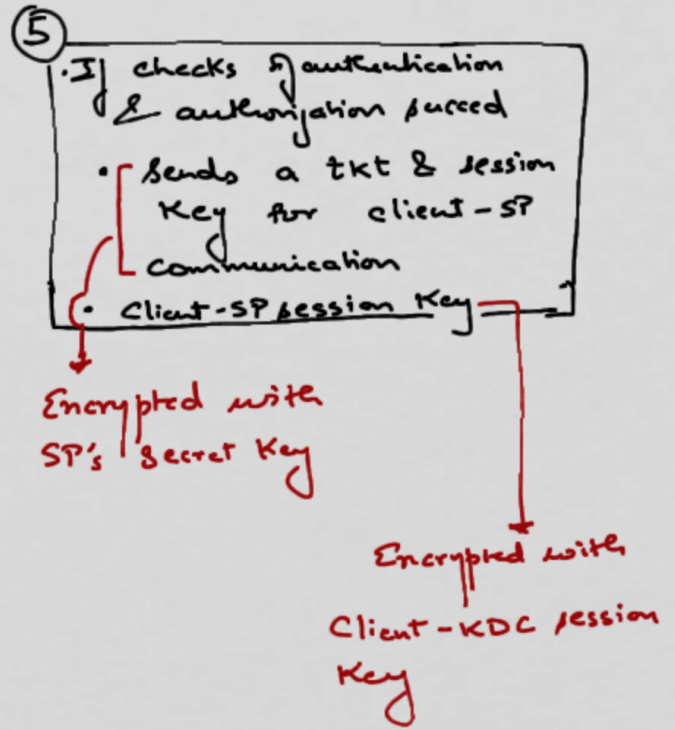 5
· If checks of authentication
& authorization succeed
· Sends a tkt & session
Key for client-SP
communication
· Client-SP session Key
Encrypted with
SP's Secret Key
Encrypted with
Client-KDC session
Key